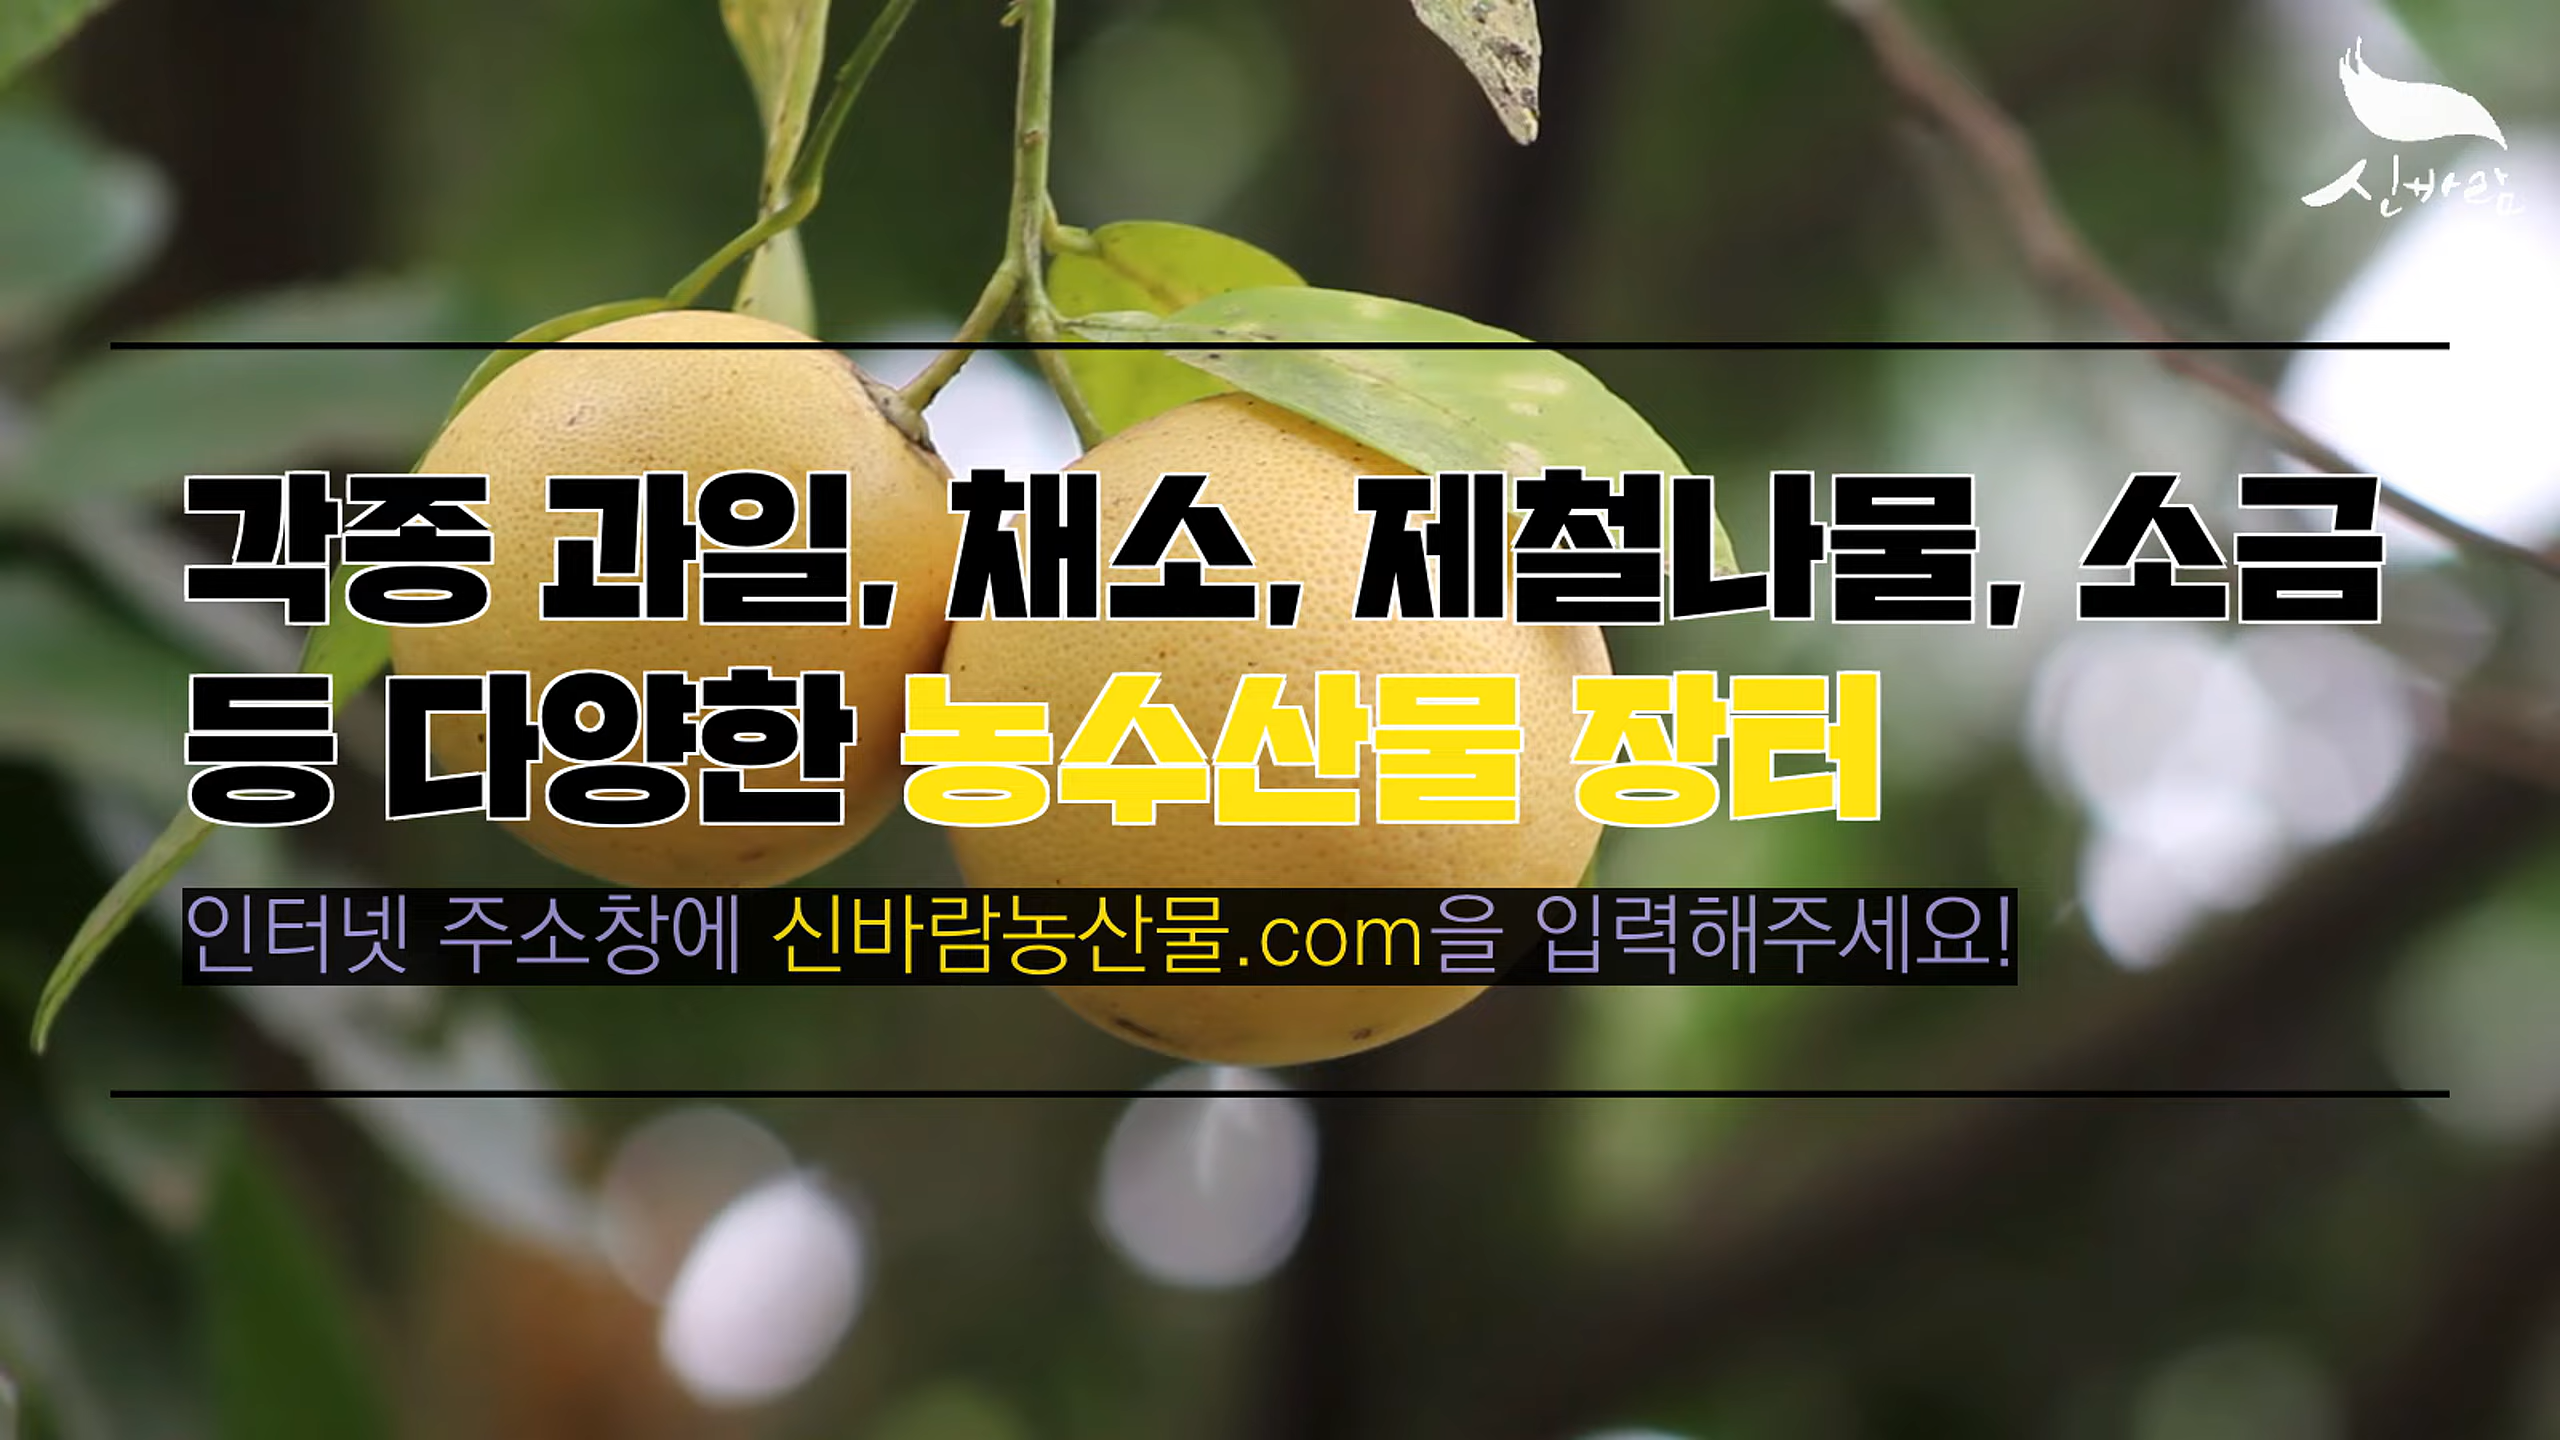 신바람
각종 과일, 채소, 제철나물, 소금
등 다양한 농수산물 장터
인터넷 주소창에 신바람농산물.com을 입력해주세요!